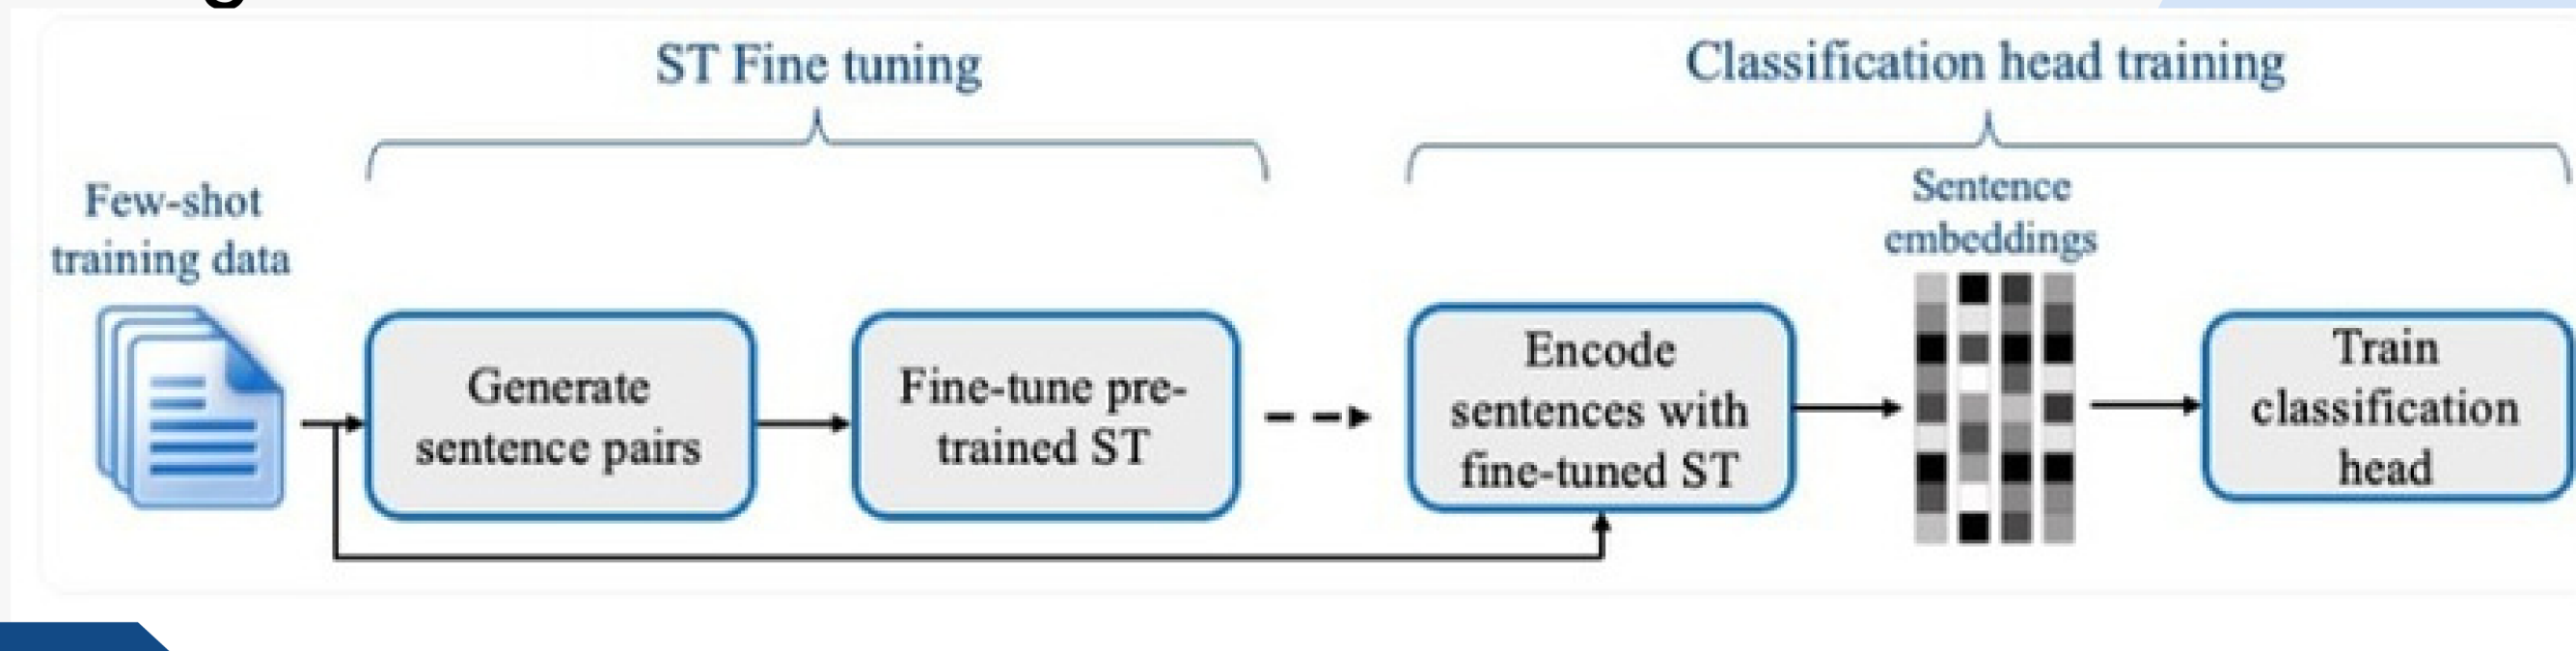 ST Fine tuning
Classification head training
Few-shot
training data
Generate
sentence pairs
Fine-tune pre-
trained ST
Encode
sentences with
fine-tuned ST
Sentence
embeddings
Train
classification
head